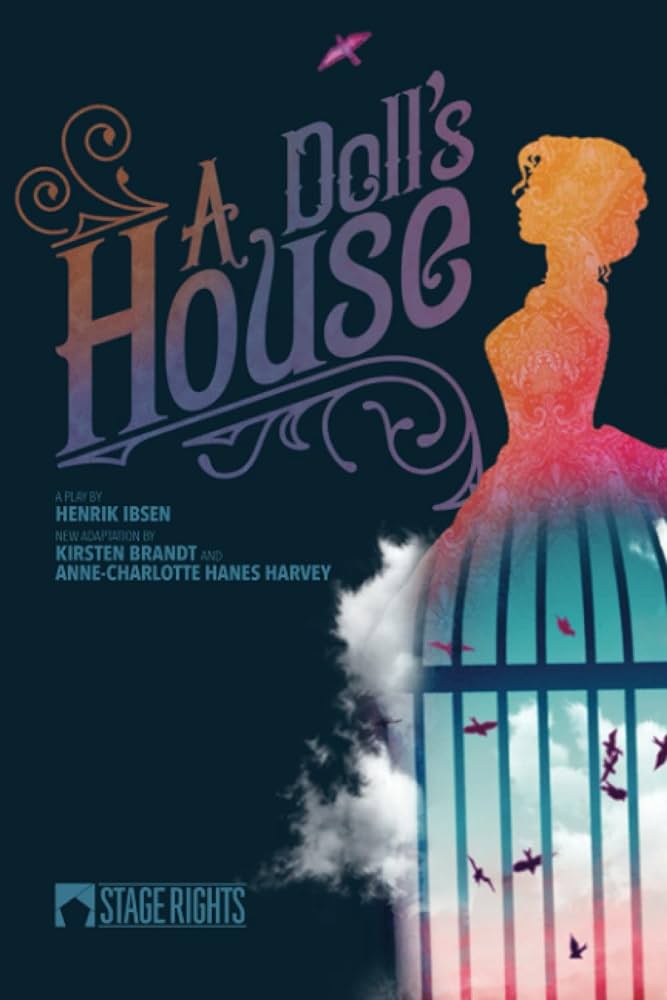 A Doll's
House
A PLAY BY
HENRIK IBSEN
NEW ADAPTATION BY
KIRSTEN BRANDT AND
ANNE-CHARLOTTE HANES HARVEY
STAGE RIGHTS